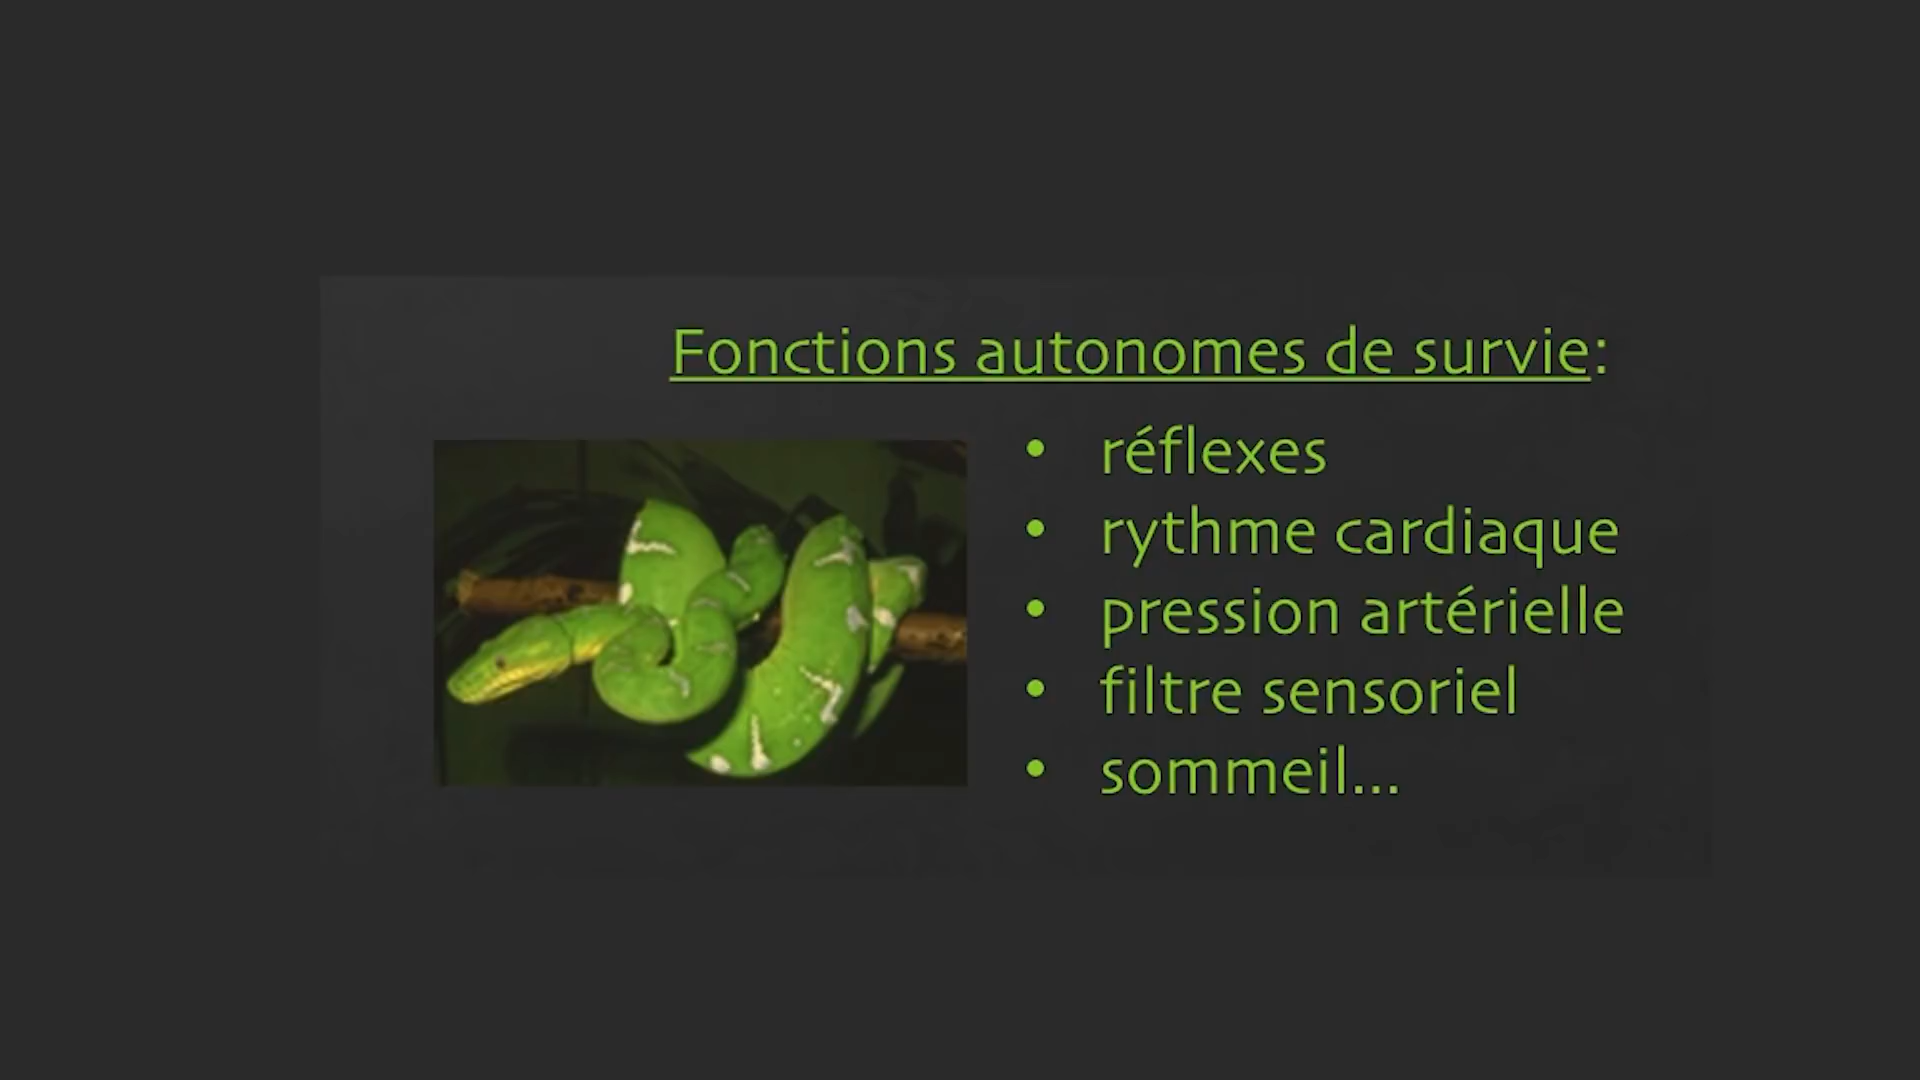 Fonctions autonomes de survie:
• réflexes
• rythme cardiaque
• pression artérielle
• filtre sensoriel
• sommeil...